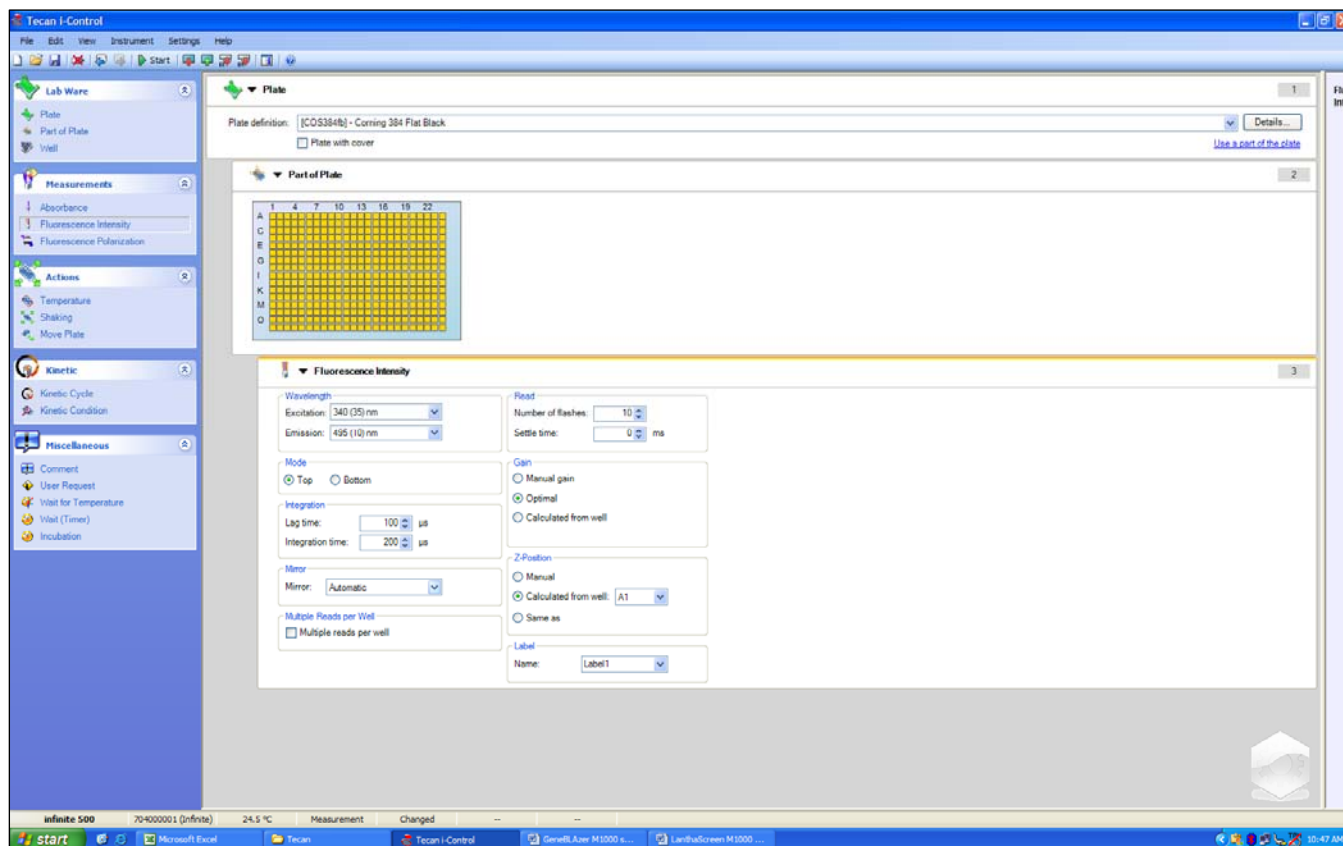 Tecan i-Control
File Edit View Instrument Settings Help
Start
Lab Ware
Plate
Part of Plate
Well
Measurements
Absorbance
Fluorescence Intensity
Fluorescence Polarization
Actions
Temperature
Shaking
Move Plate
Kinetic
Kinetic Cycle
Kinetic Condition
Miscellaneous
Comment
User Request
Wait for Temperature
Wait (Timer)
Incubation
Plate 1
Plate definition: [COS384fb] - Corning 384 Flat Black Details...
Plate with cover Use a part of the plate
Part of Plate 2
1 4 7 10 13 16 19 22
A
C
E
G
I
K
M
O
Fluorescence Intensity 3
Wavelength
Excitation: 340 (35) nm
Emission: 495 (10) nm
Mode
Top Bottom
Integration
Lag time: 100 µs
Integration time: 200 µs
Mirror
Mirror: Automatic
Multiple Reads per Well
Multiple reads per well
Read
Number of flashes: 10
Settle time: 0 ms
Gain
Manual gain
Optimal
Calculated from well
Z-Position
Manual
Calculated from well: A1
Same as
Label
Name: Label1
infinite 500 704000001 (Infinite) 24.5 °C Measurement Changed -- --
start Microsoft Excel Tecan Tecan i-Control GeneBLAzer M1000 s... LanthaScreen M1000 ... 10:47 AM